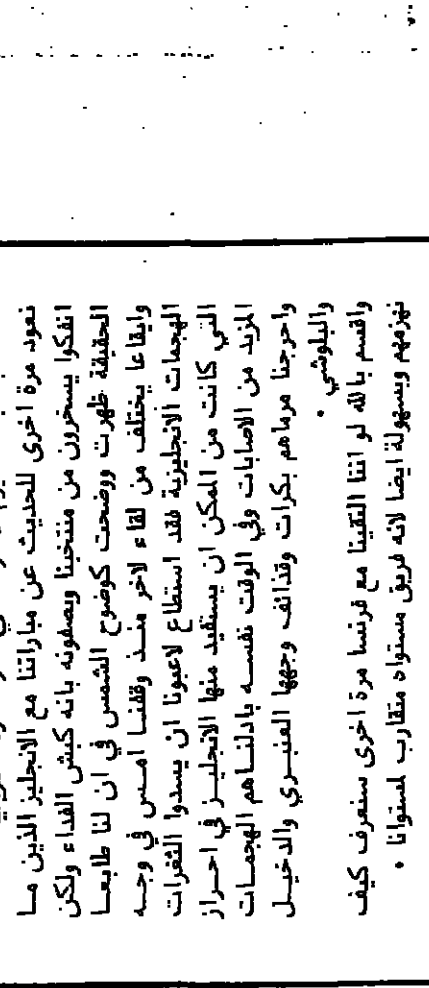 نعود مرة اخرى للحديث عن مباراتنا مع الانجليز الذين ما
انفكوا يسخرون من منتخبنا ويصفونه بانه كبش الفداء ولكن
الحقيقة ظهرت ووضحت كوضوح الشمس في ان لنا طابعا
وايقاعا يختلف من لقاء لاخر منذ وقفنا امس في وجه
الهجمات الانجليزية فقد استطاع لاعبونا ان يسدوا الثغرات
التي كانت من الممكن ان يستفيد منها الانجليز في احراز
المزيد من الاصابات وفي الوقت نفسه بادلناهم الهجمات
واحرجنا مرماهم بكرات وقذائف وجهها العنبري والدخيل
والبلوشي .
واقسم بالله لو اننا التقينا مع فرنسا مرة اخرى سنعرف كيف
نهزمهم وبسهولة ايضا لانه فريق مستواه متقارب لمستوانا .